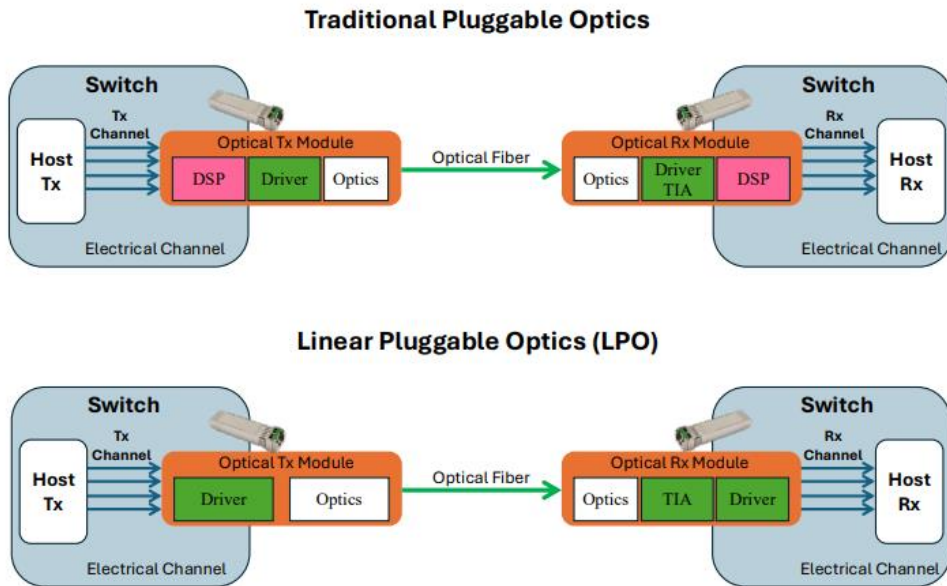 Traditional Pluggable Optics
Switch
Tx
Channel
Host
Tx
Optical Tx Module
DSP
Driver
Optics
Electrical Channel
Optical Fiber
Switch
Rx
Channel
Optical Rx Module
Optics
Driver
TIA
DSP
Host
Rx
Electrical Channel
Linear Pluggable Optics (LPO)
Switch
Tx
Channel
Host
Tx
Optical Tx Module
Driver
Optics
Electrical Channel
Optical Fiber
Switch
Rx
Channel
Optical Rx Module
Optics
TIA
Driver
Host
Rx
Electrical Channel